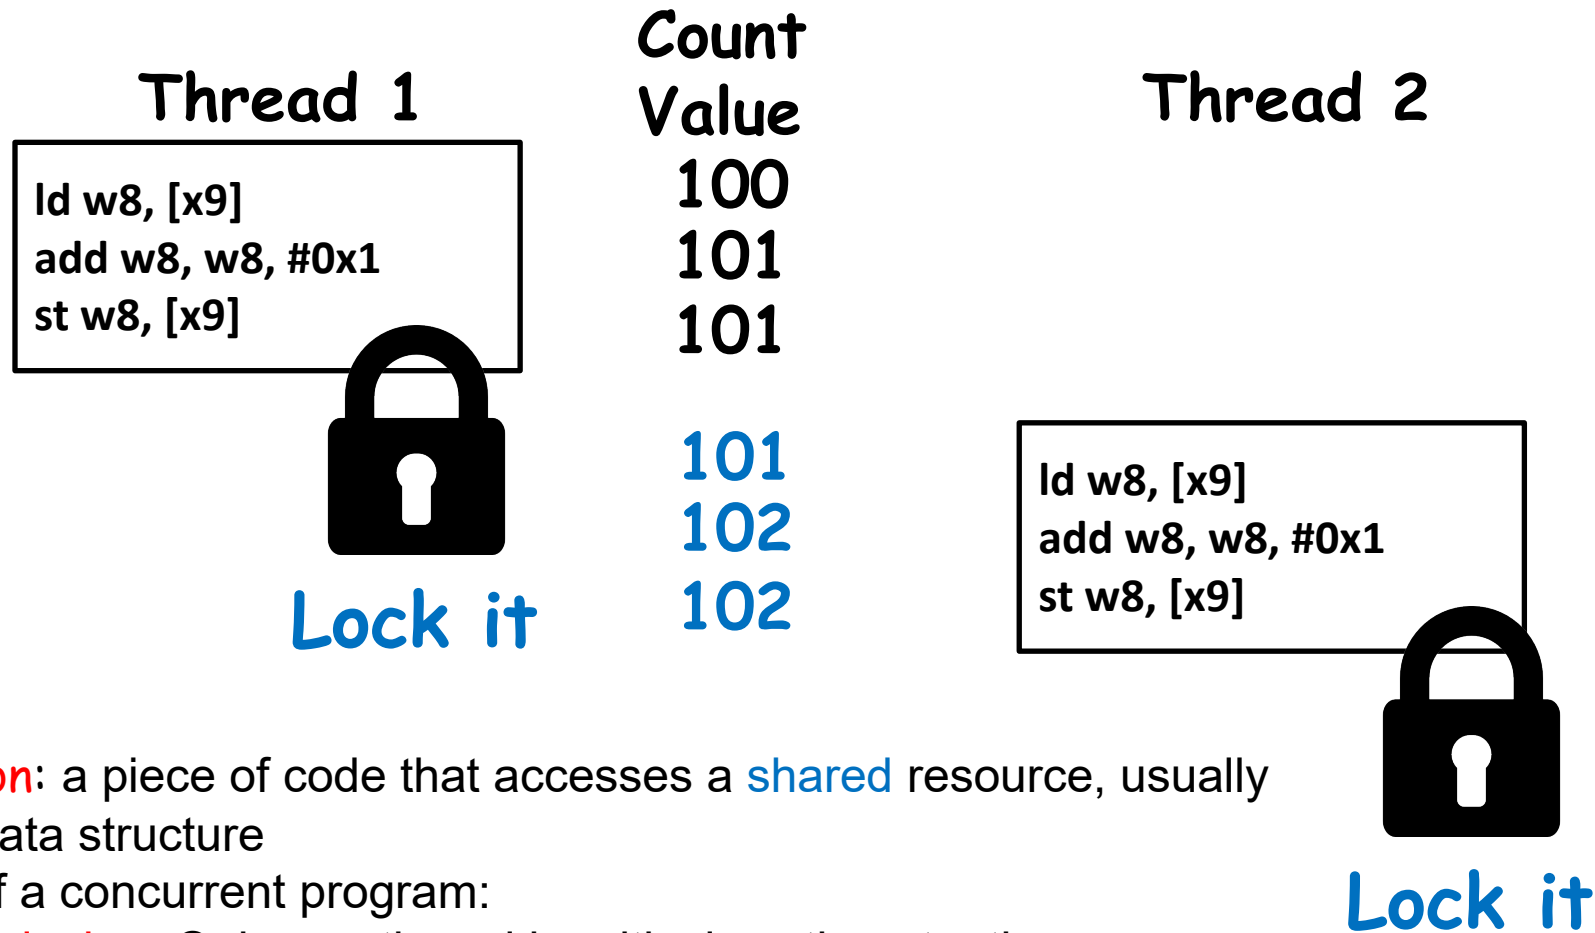 Count
Value
Thread 1
Thread 2
ld w8, [x9]
add w8, w8, #0x1
st w8, [x9]
100
101
101
101
102
102
ld w8, [x9]
add w8, w8, #0x1
st w8, [x9]
Lock it
Lock it
on: a piece of code that accesses a shared resource, usually
ata structure
f a concurrent program: